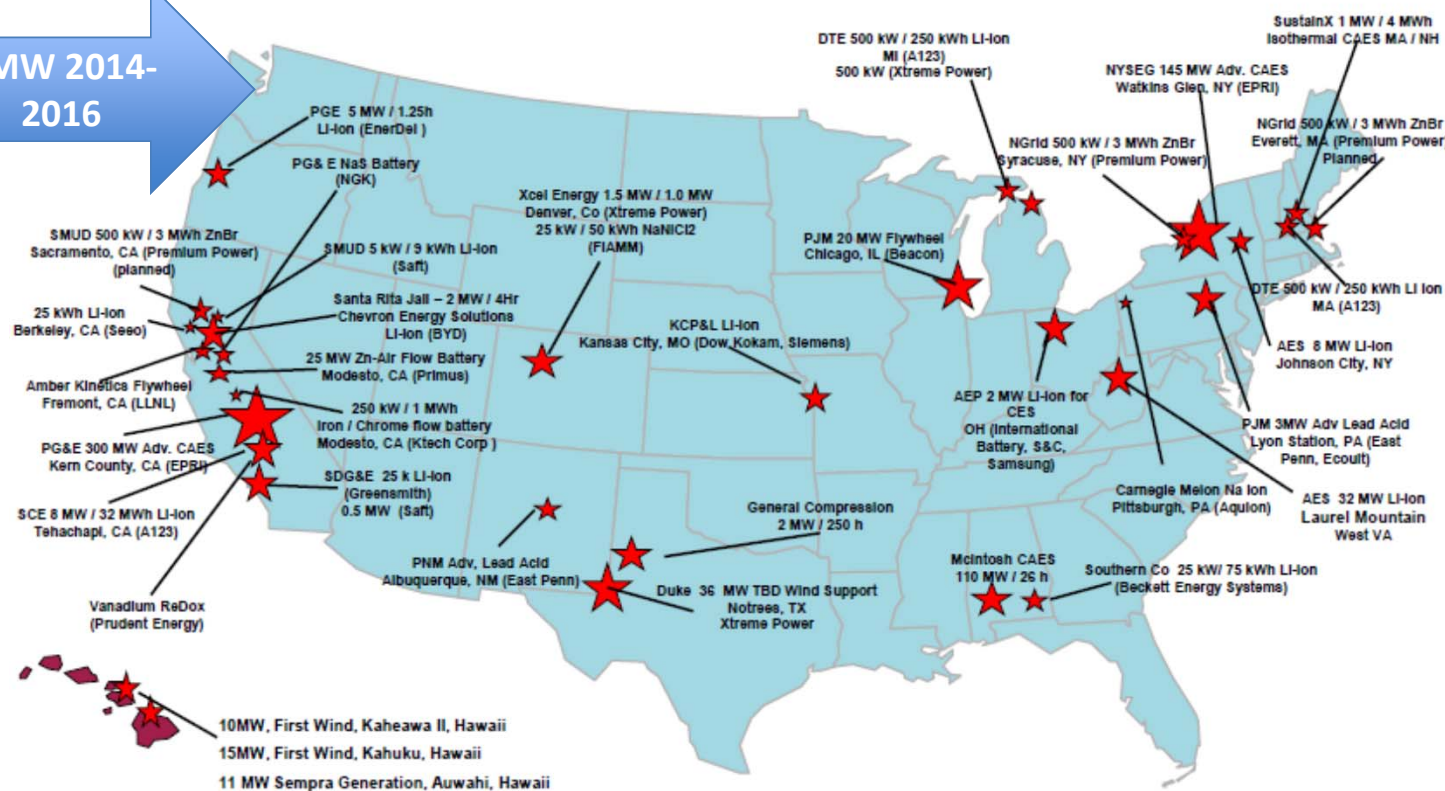 MW 2014-
2016
PGE 5 MW / 1.25h
Li-Ion (EnerDel )
PG& E NaS Battery
(NGK)
SMUD 500 kW / 3 MWh ZnBr
Sacramento, CA (Premium Power)
(planned)
SMUD 5 kW / 9 kWh Li-Ion
(Saft)
25 kWh Li-Ion
Berkeley, CA (Seeo)
Santa Rita Jail – 2 MW / 4Hr
Chevron Energy Solutions
Li-Ion (BYD)
25 MW Zn-Air Flow Battery
Modesto, CA (Primus)
Amber Kinetics Flywheel
Fremont, CA (LLNL)
250 kW / 1 MWh
Iron / Chrome flow battery
Modesto, CA (Ktech Corp )
PG&E 300 MW Adv. CAES
Kern County, CA (EPRI)
SDG&E 25 k Li-Ion
(Greensmith)
0.5 MW (Saft)
SCE 8 MW / 32 MWh Li-Ion
Tehachapi, CA (A123)
Vanadium ReDox
(Prudent Energy)
Xcel Energy 1.5 MW / 1.0 MW
Denver, Co (Xtreme Power)
25 kW / 50 kWh NaNiCl2
(FIAMM)
PNM Adv, Lead Acid
Albuquerque, NM (East Penn)
KCP&L Li-Ion
Kansas City, MO (Dow Kokam, Siemens)
General Compression
2 MW / 250 h
Duke 36 MW TBD Wind Support
Notrees, TX
Xtreme Power
PJM 20 MW Flywheel
Chicago, IL (Beacon)
DTE 500 kW / 250 kWh Li-Ion
MI (A123)
500 kW (Xtreme Power)
SustainX 1 MW / 4 MWh
Isothermal CAES MA / NH
NYSEG 145 MW Adv. CAES
Watkins Glen, NY (EPRI)
NGrid 500 kW / 3 MWh ZnBr
Syracuse, NY (Premium Power)
NGrid 500 kW / 3 MWh ZnBr
Everett, MA (Premium Power
Planned
DTE 500 kW / 250 kWh Li Ion
MA (A123)
AES 8 MW Li-Ion
Johnson City, NY
PJM 3MW Adv Lead Acid
Lyon Station, PA (East
Penn, Ecoult)
AEP 2 MW Li-Ion for
CES
OH (International
Battery, S&C,
Samsung)
Carnegie Melon Na Ion
Pittsburgh, PA (Aquion)
AES 32 MW Li-Ion
Laurel Mountain
West VA
McIntosh CAES
110 MW / 26 h
Southern Co 25 kW/ 75 kWh Li-Ion
(Beckett Energy Systems)
10MW, First Wind, Kaheawa II, Hawaii
15MW, First Wind, Kahuku, Hawaii
11 MW Sempra Generation, Auwahi, Hawaii